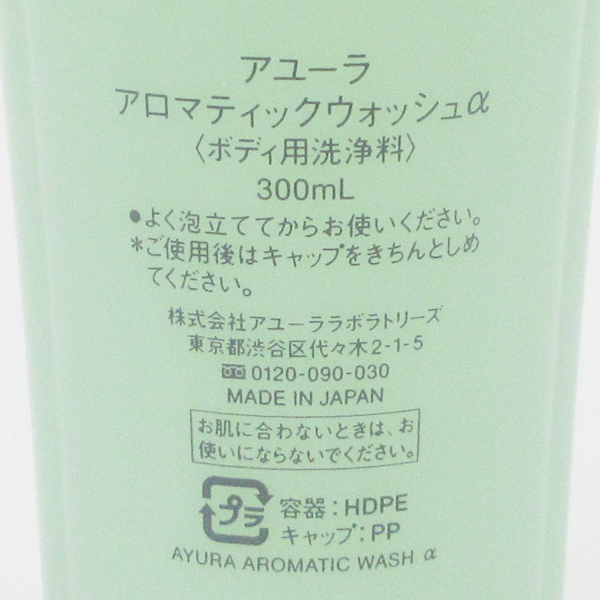 アユーラ
アロマティックウォッシュα
〈ボディ用洗浄料〉
300mL
●よく泡立ててからお使いください。
*ご使用後はキャップをきちんとしめ
てください。
株式会社アユーララボラトリーズ
東京都渋谷区代々木2-1-5
0120-090-030
MADE IN JAPAN
お肌に合わないときは、お
使いにならないでください。
プラ
容器:HDPE
キャップ:PP
AYURA AROMATIC WASH α